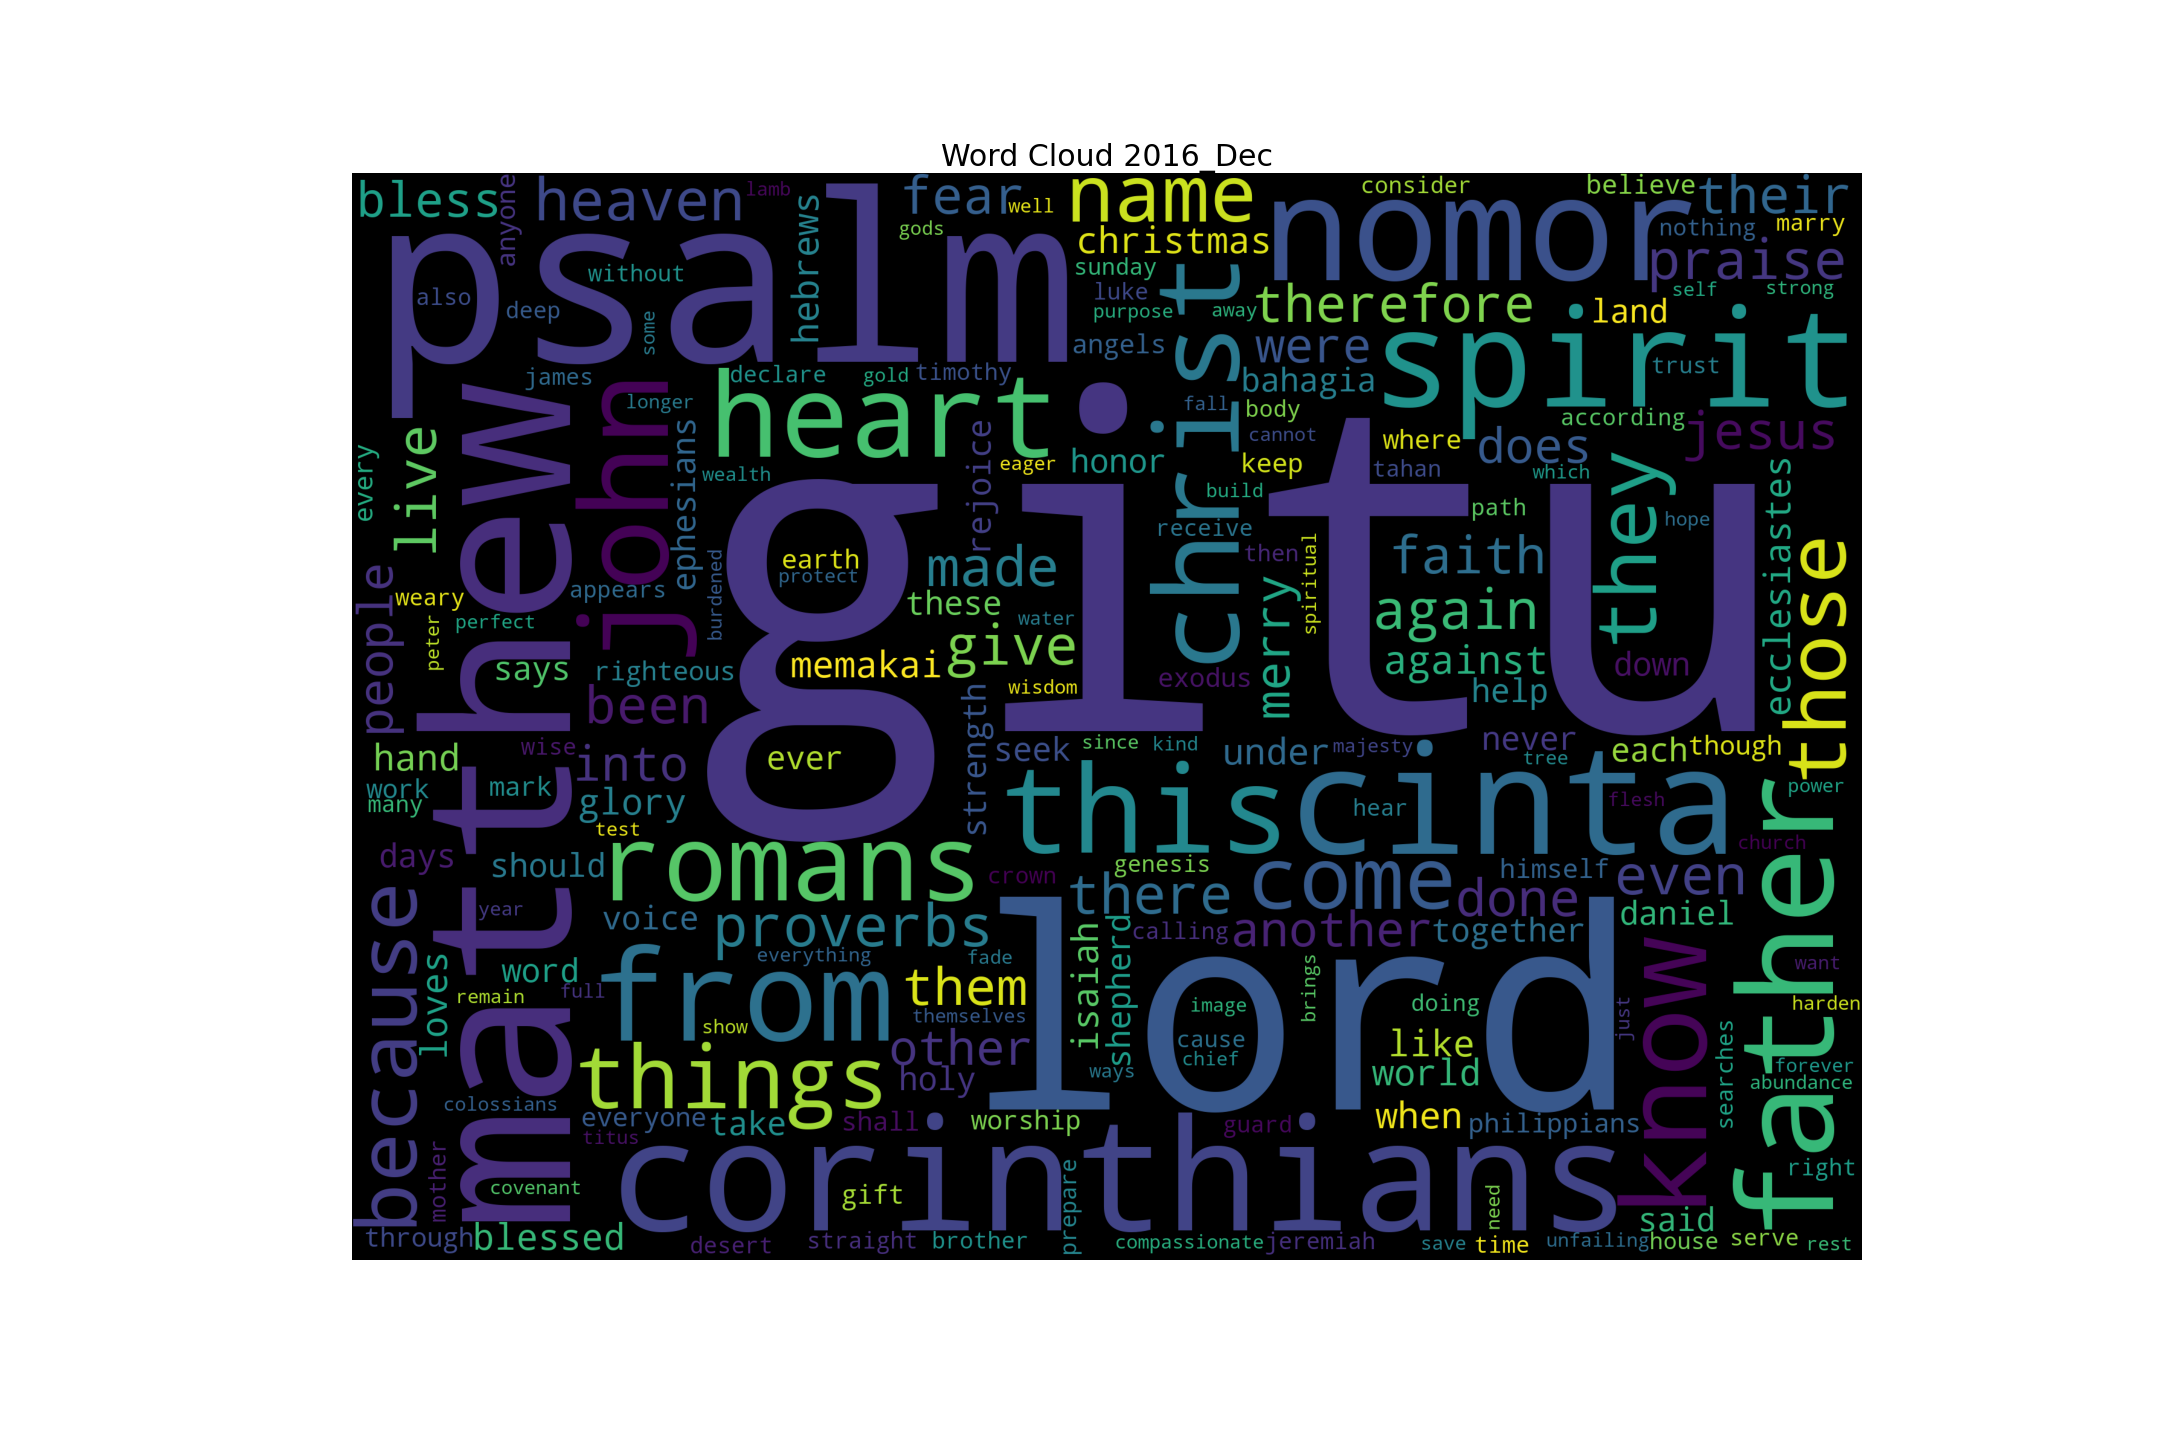 Word Cloud 2016_Dec
bless
anyone
heaven
lamb
hebrews
fear
well
name
consider
believe
their
psalm
gods
christmas
nomor
nothing
marry
praise
also
without
deep
some
sunday
luke
purpose
christ
away
therefore
self
strong
land
angels
were
spirit
trust
james
declare
gold
timothy
bahagia
matthew
john
longer
heart
fall
body
according
jesus
every
live
ephesians
wealth
rejoice
eager
honor
cannot
keep
where
does
tahan
which
they
ecclesiastes
gitu
build
path
hope
receive
then
spiritual
faith
those
people
weary
appears
burdened
earth
protect
made
these
water
merry
again
peter
perfect
says
righteous
memakai
give
wisdom
exodus
against
help
down
been
strength
hand
wise
into
ever
seek
since
kind
under
majesty
never
tree
each
though
work
many
mark
glory
this
cinta
hear
flesh
power
father
test
days
should
romans
crown
genesis
there
come
himself
even
church
because
year
voice
proverbs
shepherd
calling
another
done
together
daniel
know
loves
word
full
from
everything
fade
isaiah
lord
brings
want
remain
show
them
themselves
image
doing
just
harden
things
other
cause
chief
like
searches
holy
ways
world
forever
abundance
colossians
everyone
titus
take
shall
worship
guard
when
philippians
mother
covenant
corinthians
gift
prepare
need
right
through
blessed
desert
straight
brother
compassionate
jeremiah
save
time
unfailing
said
house
serve
rest